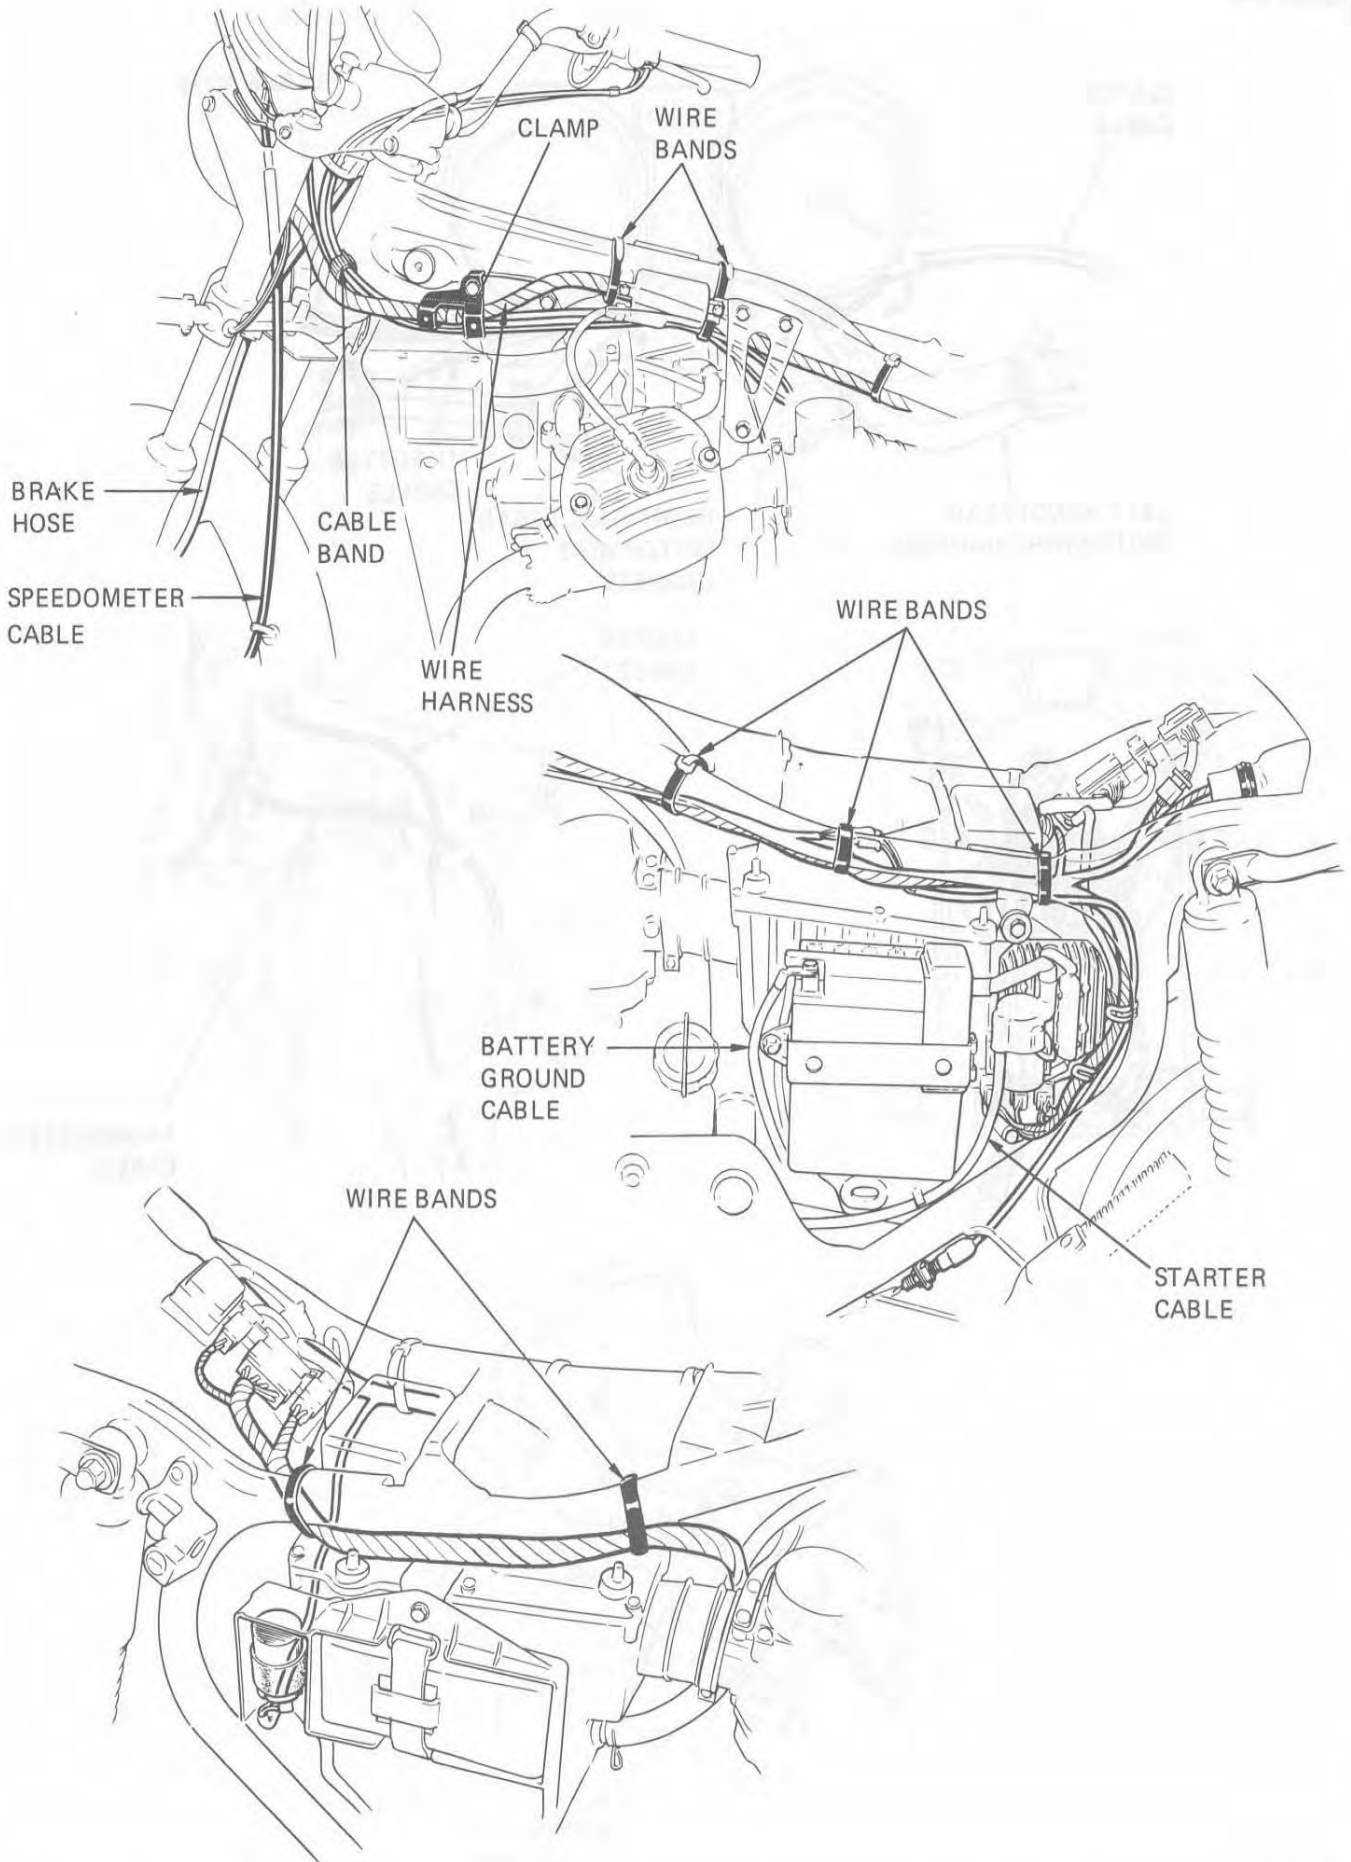 CLAMP
WIRE
BANDS
BRAKE
HOSE
CABLE
BAND
SPEEDOMETER
CABLE
WIRE
HARNESS
WIRE BANDS
BATTERY
GROUND
CABLE
STARTER
CABLE
WIRE BANDS